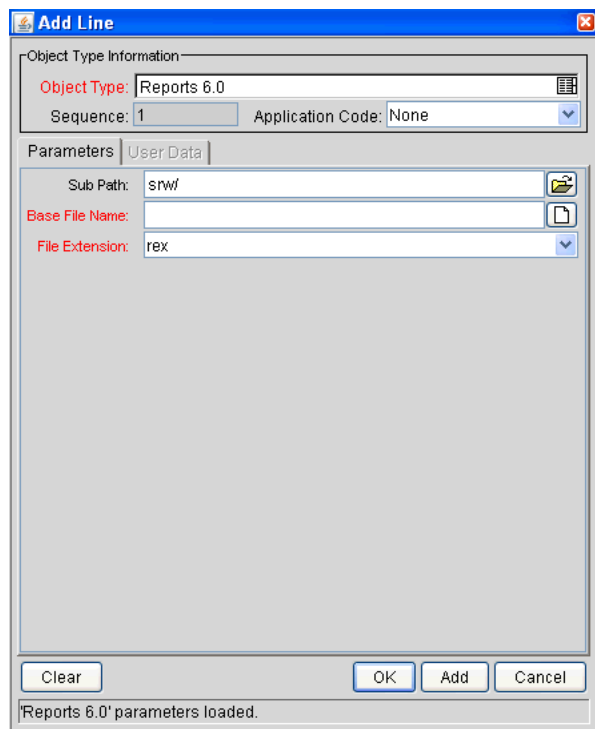 Add Line
Object Type Information
Object Type: Reports 6.0
Sequence: 1 Application Code: None
Parameters User Data
Sub Path: srw/
Base File Name:
File Extension: rex
Clear OK Add Cancel
'Reports 6.0' parameters loaded.